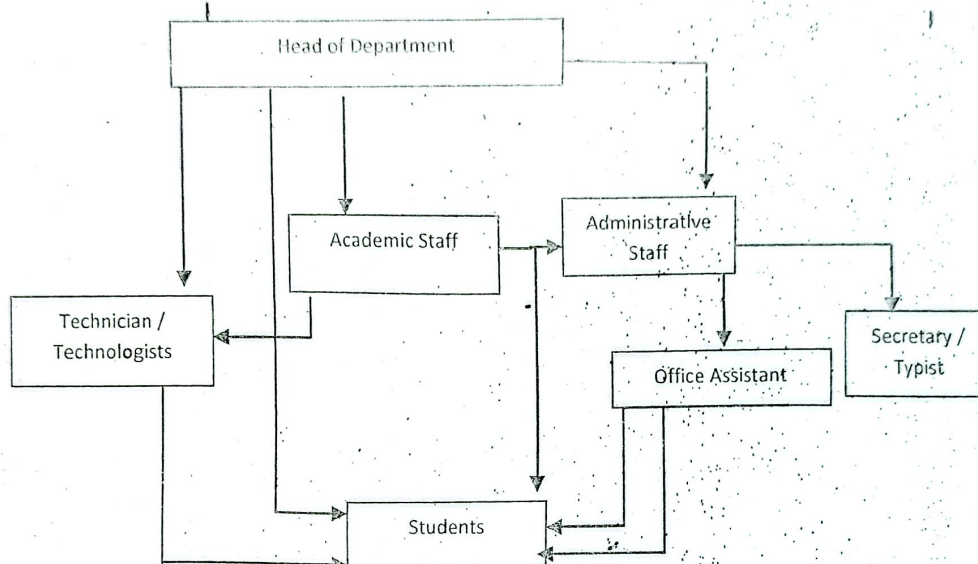 Head of Department
Academic Staff
Administrative
Staff
Technician /
Technologists
Secretary /
Typist
Office Assistant
Students